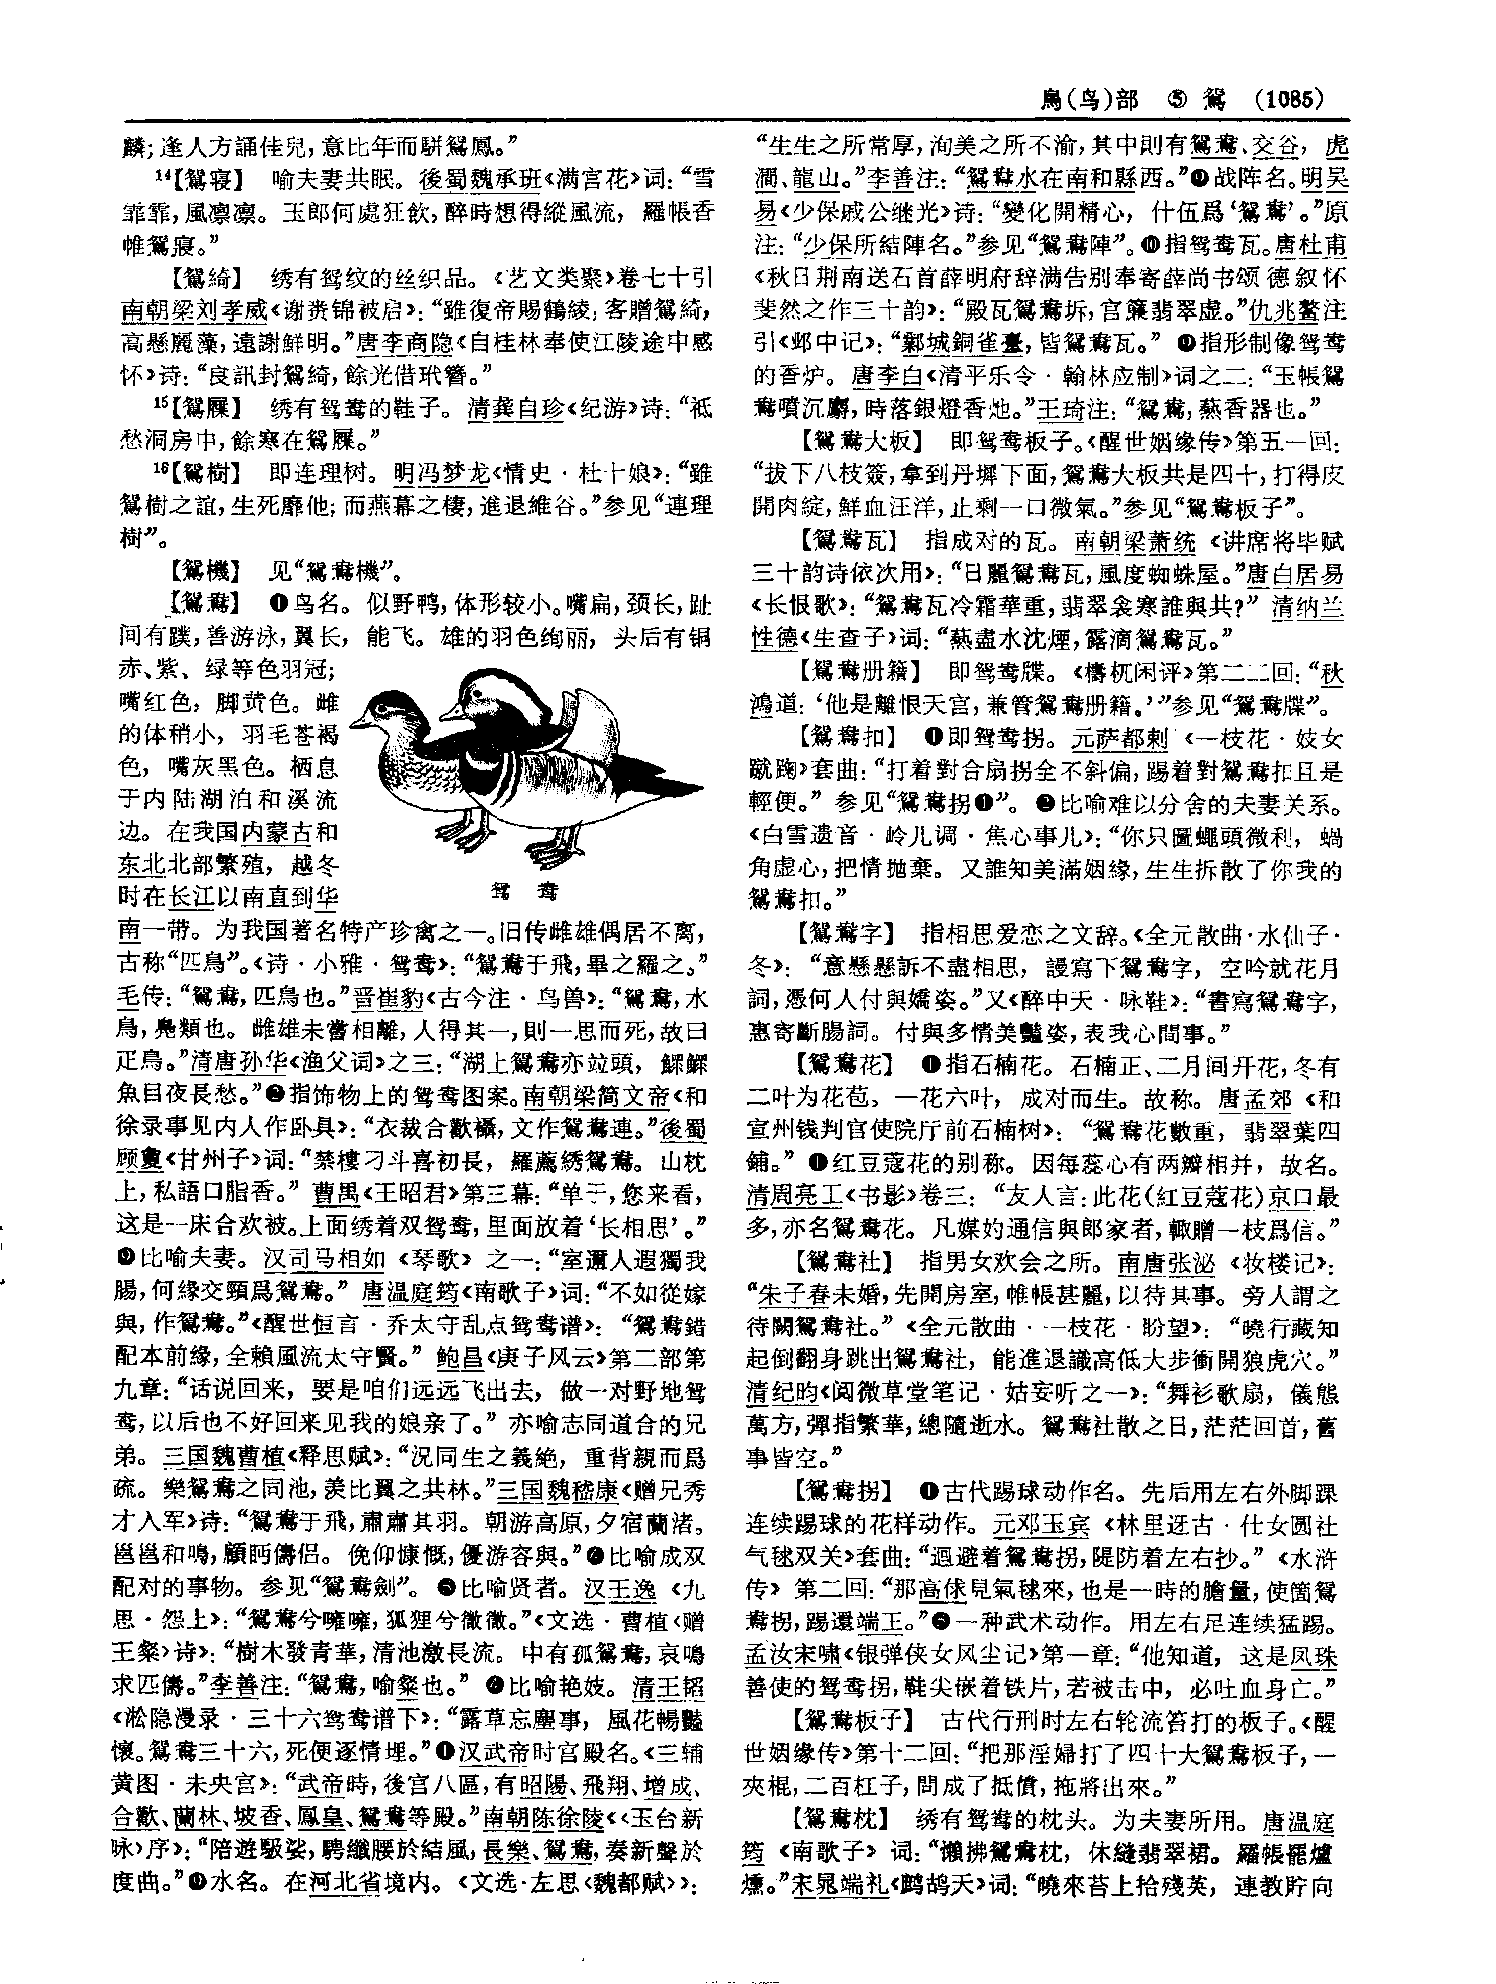 鳥(鸟)部 ⑤ 鴛 (1085)
麟;逢人方誦佳兒,意比年而駢鴛鳳。”
¹⁴【鴛寢】 喻夫妻共眠。後蜀魏承班《满宫花》词:“雪
霏霏,風凛凛。玉郎何處狂飲,醉時想得縱風流,羅帳香
帷鴛寢。”
【鴛綺】 绣有鸳纹的丝织品。《艺文类聚》卷七十引
南朝梁刘孝威《谢赉锦被启》:“雖復帝賜鶴綾,客贈鴛綺,
高懸麗藻,遠謝鮮明。”唐李商隐《自桂林奉使江陵途中感
怀》诗:“良訊封鴛綺,餘光借玳簪。”
¹⁵【鴛屧】 绣有鸳鸯的鞋子。清龚自珍《纪游》诗:“祗
愁洞房中,餘寒在鴛屧。”
¹⁶【鴛樹】 即连理树。明冯梦龙《情史·杜十娘》:“雖
鴛樹之誼,生死靡他;而燕幕之棲,進退維谷。”参见“連理
樹”。
【鴛機】 见“鴛鴦機”。
【鴛鴦】 ❶鸟名。似野鸭,体形较小。嘴扁,颈长,趾
间有蹼,善游泳,翼长,能飞。雄的羽色绚丽,头后有铜
赤、紫、绿等色羽冠;
嘴红色,脚黄色。雌
的体稍小,羽毛苍褐
色,嘴灰黑色。栖息
于内陆湖泊和溪流
边。在我国内蒙古和
东北北部繁殖,越冬
时在长江以南直到华
鸳 鸯
南一带。为我国著名特产珍禽之一。旧传雌雄偶居不离,
古称“匹鳥”。《诗·小雅·鸳鸯》:“鴛鴦于飛,畢之羅之。”
毛传:“鴛鴦,匹鳥也。”晋崔豹《古今注·鸟兽》:“鴛鴦,水
鳥,鳧類也。雌雄未嘗相離,人得其一,則一思而死,故曰
疋鳥。”清唐孙华《渔父词》之三:“湖上鴛鴦亦竝頭,鰥鰥
魚目夜長愁。”❷指饰物上的鸳鸯图案。南朝梁简文帝《和
徐录事见内人作卧具》:“衣裁合歡襵,文作鴛鴦連。”後蜀
顾夐《甘州子》词:“禁樓刁斗喜初長,羅薦綉鴛鴦。山枕
上,私語口脂香。”曹禺《王昭君》第三幕:“单于,您来看,
这是一床合欢被。上面绣着双鸳鸯,里面放着‘长相思’。”
❸比喻夫妻。汉司马相如《琴歌》之一:“室邇人遐獨我
腸,何緣交頸爲鴛鴦。”唐温庭筠《南歌子》词:“不如從嫁
與,作鴛鴦。”《醒世恒言·乔太守乱点鸳鸯谱》:“鴛鴦錯
配本前緣,全賴風流太守賢。”鲍昌《庚子风云》第二部第
九章:“话说回来,要是咱们远远飞出去,做一对野地鸳
鸯,以后也不好回来见我的娘亲了。”亦喻志同道合的兄
弟。三国魏曹植《释思赋》:“況同生之義絶,重背親而爲
疏。樂鴛鴦之同池,羡比翼之共林。”三国魏嵇康《赠兄秀
才入军》诗:“鴛鴦于飛,肅肅其羽。朝游高原,夕宿蘭渚。
邕邕和鳴,顧眄儔侣。俛仰慷慨,優游容與。”❹比喻成双
配对的事物。参见“鴛鴦劍”。❺比喻贤者。汉王逸《九
思·怨上》:“鴛鴦兮噰噰,狐狸兮徾徾。”《文选·曹植〈赠
王粲〉诗》:“樹木發青華,清池激長流。中有孤鴛鴦,哀鳴
求匹儔。”李善注:“鴛鴦,喻粲也。”❻比喻艳妓。清王韬
《淞隐漫录·三十六鸳鸯谱下》:“露草忘塵事,風花暢豔
懷。鴛鴦三十六,死便逐情埋。”❼汉武帝时宫殿名。《三辅
黄图·未央宫》:“武帝時,後宫八區,有昭陽、飛翔、增成、
合歡、蘭林、披香、鳳皇、鴛鴦等殿。”南朝陈徐陵《〈玉台新
咏〉序》:“陪遊馺娑,騁纖腰於結風,長樂、鴛鴦,奏新聲於
度曲。”❽水名。在河北省境内。《文选·左思〈魏都赋〉》:
“生生之所常厚,洵美之所不渝,其中則有鴛鴦、交谷,虎
澗、龍山。”李善注:“鴛鴦水在南和縣西。”❾战阵名。明吴
易《少保戚公继光》诗:“變化開精心,什伍爲‘鴛鴦’。”原
注:“少保所結陣名。”参见“鴛鴦陣”。❿指鸳鸯瓦。唐杜甫
《秋日荆南送石首薛明府辞满告别奉寄薛尚书颂德叙怀
斐然之作三十韵》:“殿瓦鴛鴦坼,宫簾翡翠虚。”仇兆鳌注
引《邺中记》:“鄴城銅雀臺,皆鴛鴦瓦。”⓫指形制像鸳鸯
的香炉。唐李白《清平乐令·翰林应制》词之二:“玉帳鴛
鴦噴沉麝,時落銀燈香灺。”王琦注:“鴛鴦,爇香器也。”
【鴛鴦大板】 即鸳鸯板子。《醒世姻缘传》第五一回:
“拔下八枝簽,拿到丹墀下面,鴛鴦大板共是四十,打得皮
開肉綻,鮮血汪洋,止剩一口微氣。”参见“鴛鴦板子”。
【鴛鴦瓦】 指成对的瓦。南朝梁萧统《讲席将毕赋
三十韵诗依次用》:“日麗鴛鴦瓦,風度蜘蛛屋。”唐白居易
《长恨歌》:“鴛鴦瓦冷霜華重,翡翠衾寒誰與共?”清纳兰
性德《生查子》词:“爇盡水沈煙,露滴鴛鴦瓦。”
【鴛鴦册籍】 即鸳鸯牒。《檮杌闲评》第二二回:“秋
鴻道:‘他是離恨天宫,兼管鴛鴦册籍。’”参见“鴛鴦牒”。
【鴛鴦扣】 ❶即鸳鸯拐。元萨都剌《一枝花·妓女
蹴踘》套曲:“打着對合扇拐全不斜偏,踢着對鴛鴦扣且是
輕便。”参见“鴛鴦拐❶”。❷比喻难以分舍的夫妻关系。
《白雪遗音·岭儿调·焦心事儿》:“你只圖蠅頭微利,蝸
角虚心,把情抛棄。又誰知美滿姻緣,生生拆散了你我的
鴛鴦扣。”
【鴛鴦字】 指相思爱恋之文辞。《全元散曲·水仙子·
冬》:“意懸懸訴不盡相思,謾寫下鴛鴦字,空吟就花月
詞,憑何人付與嬌姿。”又《醉中天·咏鞋》:“書寫鴛鴦字,
惠寄斷腸詞。付與多情美豔姿,表我心間事。”
【鴛鴦花】 ❶指石楠花。石楠正、二月间开花,冬有
二叶为花苞,一花六叶,成对而生。故称。唐孟郊《和
宣州钱判官使院厅前石楠树》:“鴛鴦花數重,翡翠葉四
鋪。”❷红豆蔻花的别称。因每蕊心有两瓣相并,故名。
清周亮工《书影》卷三:“友人言:此花(紅豆蔻花)京口最
多,亦名鴛鴦花。凡媒妁通信與郎家者,輒贈一枝爲信。”
【鴛鴦社】 指男女欢会之所。南唐张泌《妆楼记》:
“朱子春未婚,先開房室,帷帳甚麗,以待其事。旁人謂之
待闕鴛鴦社。”《全元散曲·一枝花·盼望》:“曉行藏知
起倒翻身跳出鴛鴦社,能進退識高低大步衝開狼虎穴。”
清纪昀《阅微草堂笔记·姑妄听之一》:“舞衫歌扇,儀態
萬方,彈指繁華,總隨逝水。鴛鴦社散之日,茫茫回首,舊
事皆空。”
【鴛鴦拐】 ❶古代踢球动作名。先后用左右外脚踝
连续踢球的花样动作。元邓玉宾《村里迓古·仕女圆社
气毬双关》套曲:“迴避着鴛鴦拐,隄防着左右抄。”《水浒
传》第二回:“那高俅見氣毬來,也是一時的膽量,使箇鴛
鴦拐,踢還端王。”❷一种武术动作。用左右足连续猛踢。
孟汝宋啸《银弹侠女风尘记》第一章:“他知道,这是凤珠
善使的鸳鸯拐,鞋尖嵌着铁片,若被击中,必吐血身亡。”
【鴛鴦板子】 古代行刑时左右轮流笞打的板子。《醒
世姻缘传》第十二回:“把那淫婦打了四十大鴛鴦板子,一
夾棍,二百杠子,問成了抵償,拖將出來。”
【鴛鴦枕】 绣有鸳鸯的枕头。为夫妻所用。唐温庭
筠《南歌子》词:“懶拂鴛鴦枕,休縫翡翠裙。羅帳罷爐
燻。”宋晁端礼《鹧鸪天》词:“曉來苔上拾殘英,連教貯向